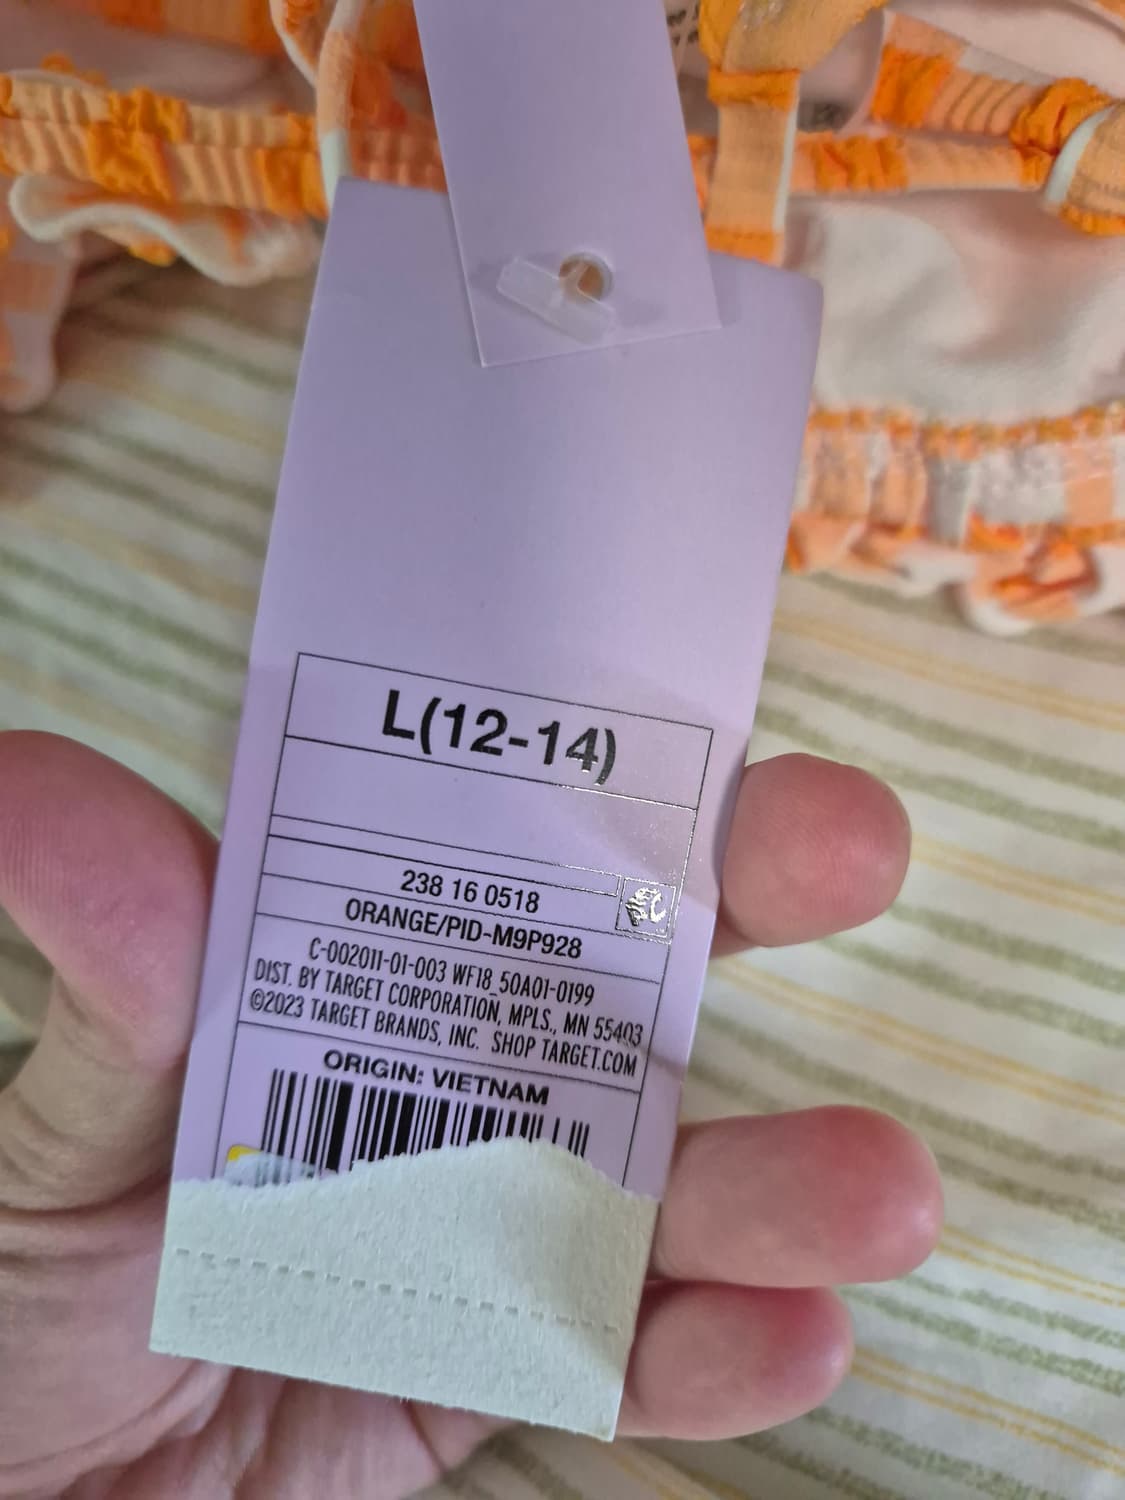 L(12-14)
238 16 0518
ORANGE/PID-M9P928
C-002011-01-003 WF18_50A01-0199
DIST. BY TARGET CORPORATION, MPLS., MN 55403
©2023 TARGET BRANDS, INC. SHOP TARGET.COM
ORIGIN: VIETNAM